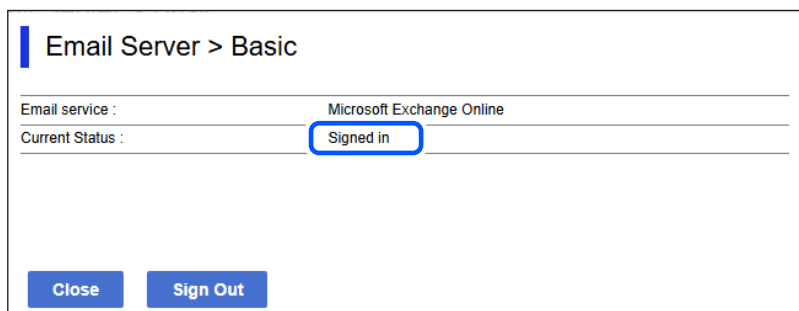 Email Server > Basic
Email service : Microsoft Exchange Online
Current Status : Signed in
Close Sign Out